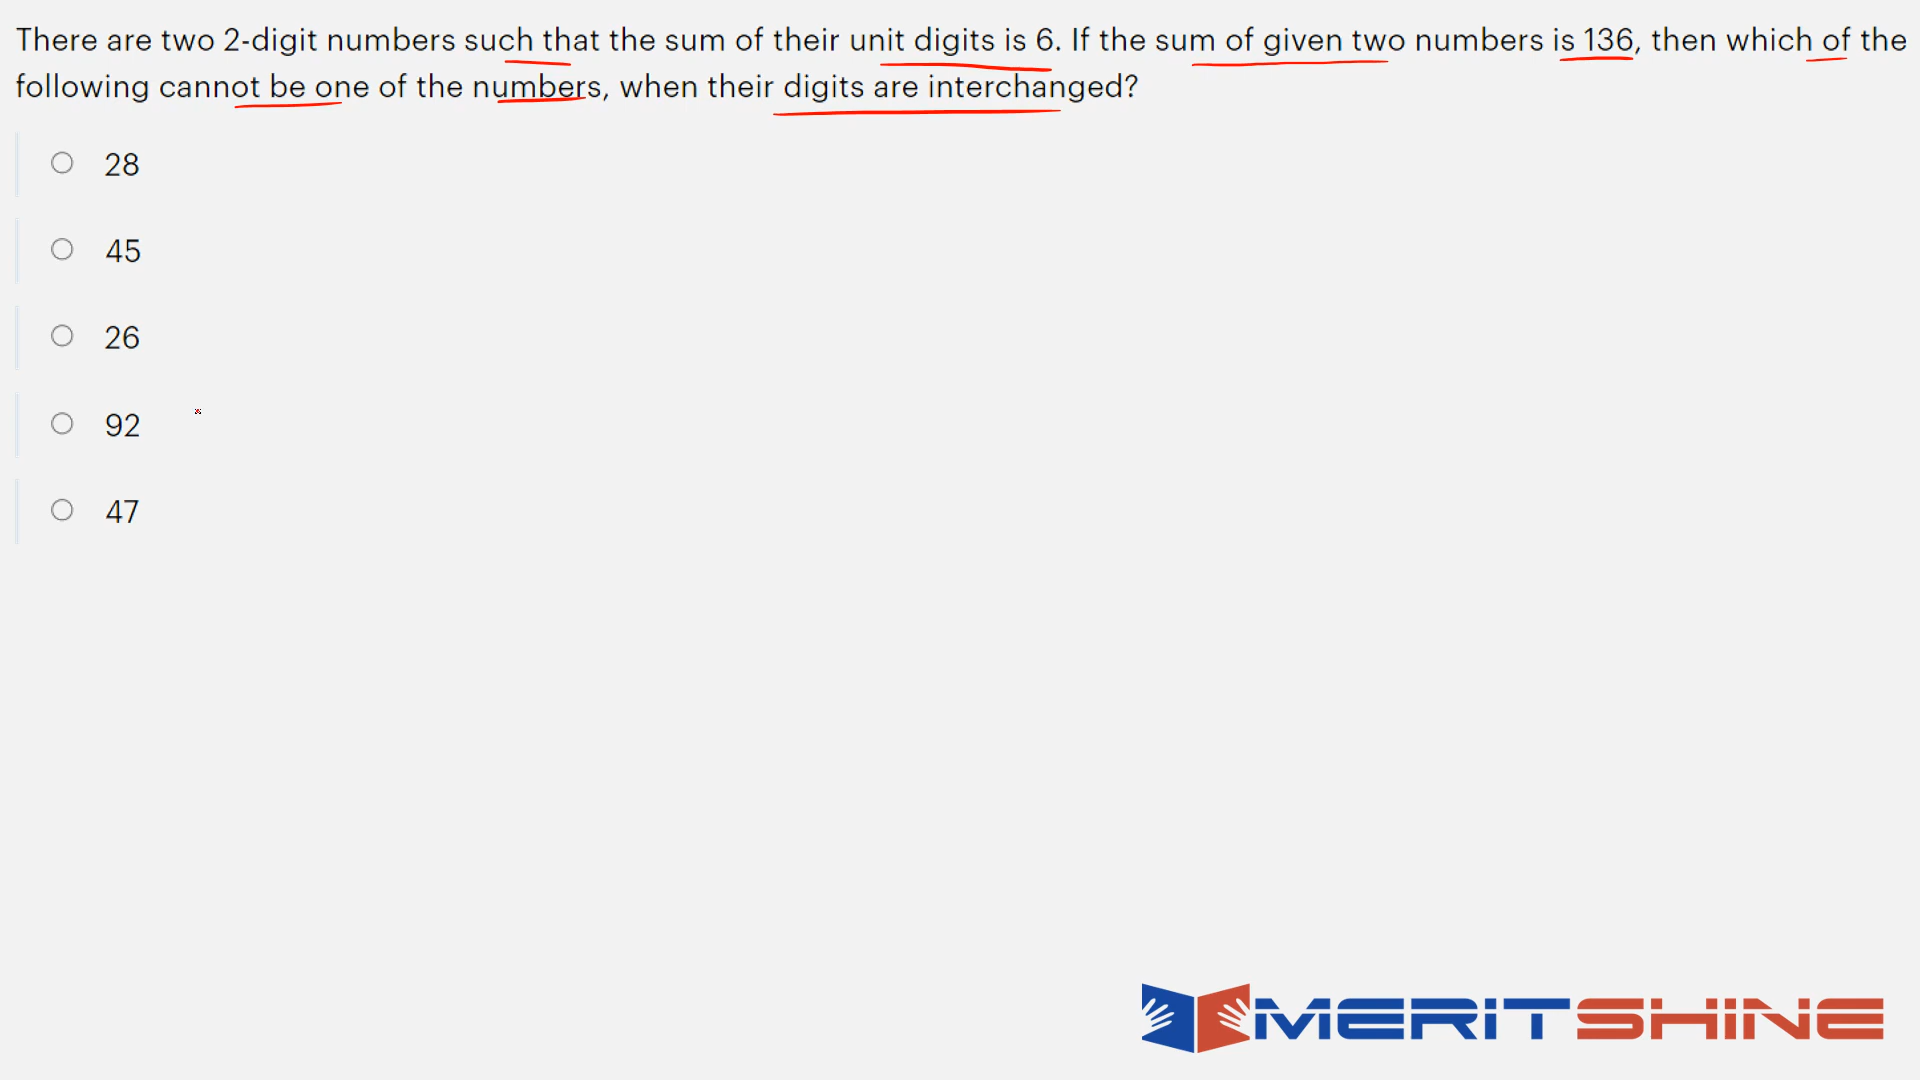 There are two 2-digit numbers such that the sum of their unit digits is 6. If the sum of given two numbers is 136, then which of the
following cannot be one of the numbers, when their digits are interchanged?
28
45
26
92
47
MERITSHINE